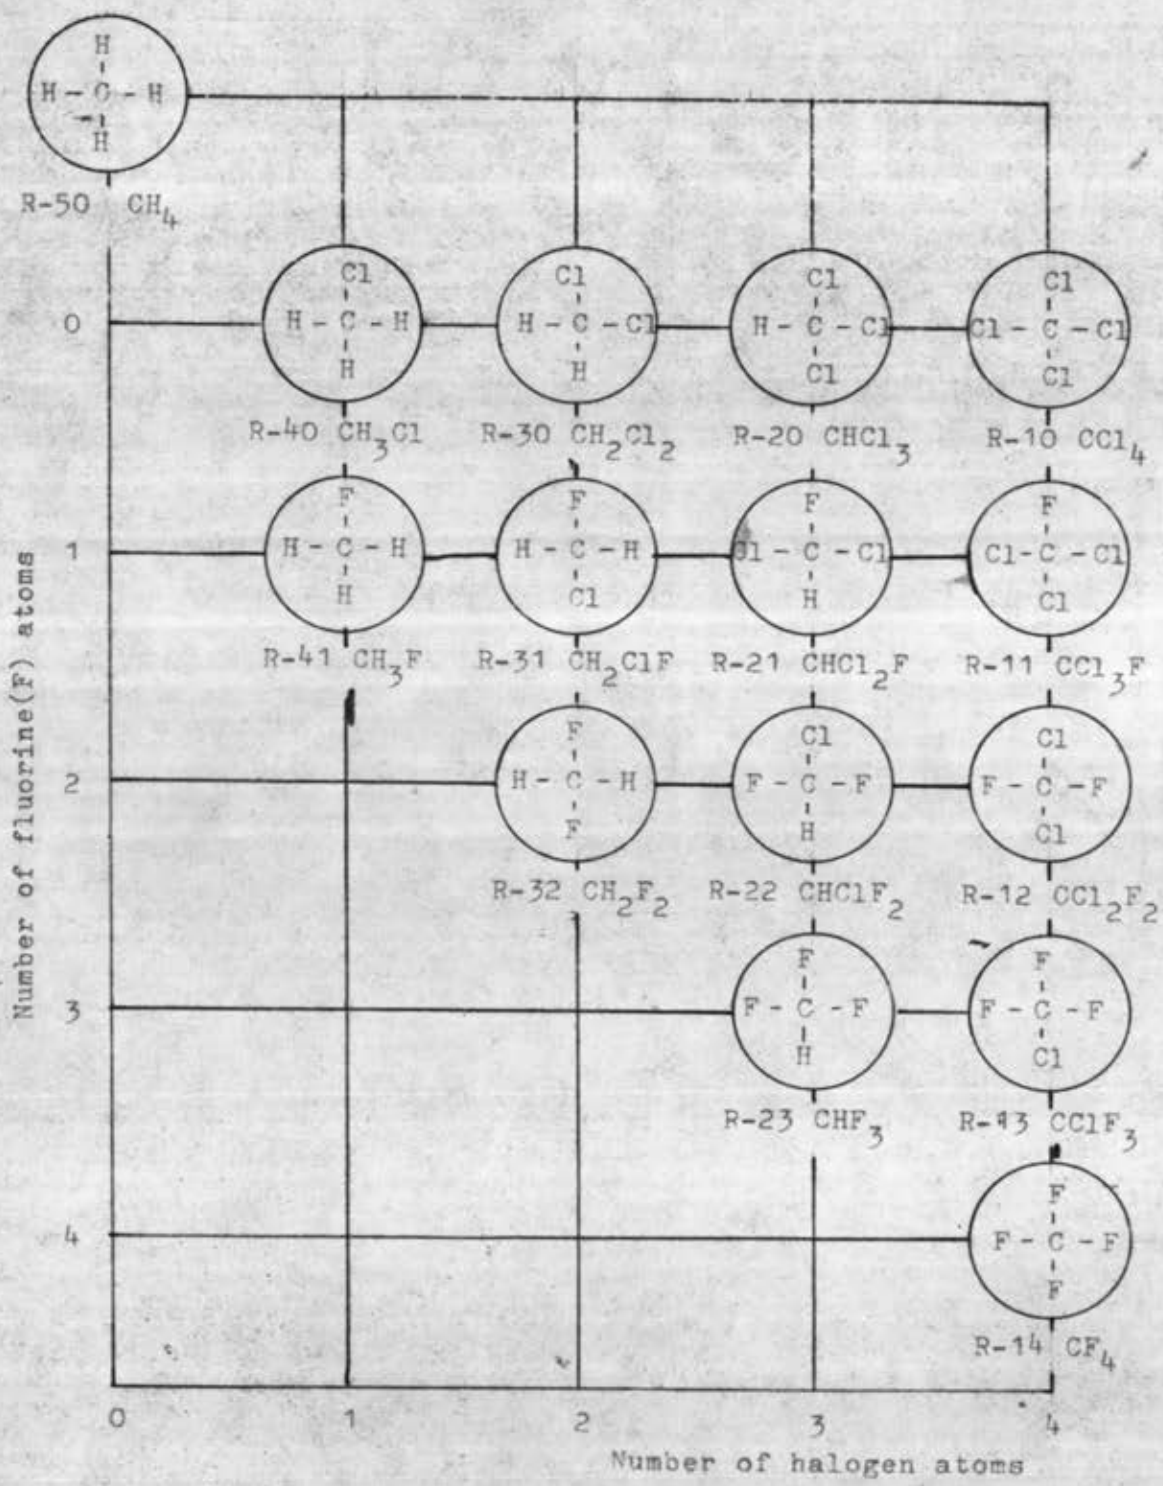 H
H - C - H
H
R-50 CH₄
Cl Cl Cl Cl
0 H - C - H H - C - Cl H - C - Cl Cl - C - Cl
H H Cl Cl
R-40 CH₃Cl R-30 CH₂Cl₂ R-20 CHCl₃ R-10 CCl₄
F F F F
1 H - C - H H - C - H Cl - C - Cl Cl - C - Cl
H Cl H Cl
R-41 CH₃F R-31 CH₂ClF R-21 CHCl₂F R-11 CCl₃F
F Cl Cl
2 H - C - H F - C - F F - C - F
F H Cl
R-32 CH₂F₂ R-22 CHClF₂ R-12 CCl₂F₂
F F
3 F - C - F F - C - F
H Cl
R-23 CHF₃ R-13 CClF₃
F
4 F - C - F
F
R-14 CF₄
0 1 2 3 4
Number of halogen atoms
Number of fluorine(F) atoms